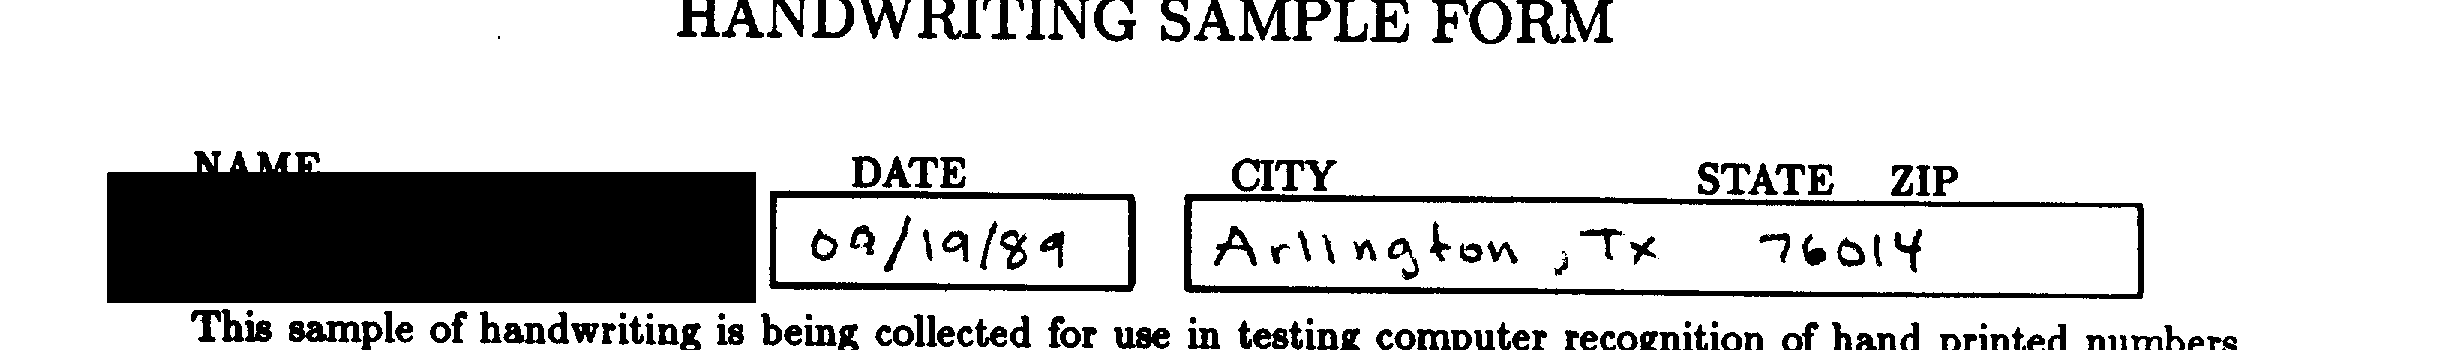 HANDWRITING SAMPLE FORM
NAME DATE CITY STATE ZIP
09/19/89 Arlington, Tx 76014
This sample of handwriting is being collected for use in testing computer recognition of hand printed numbers